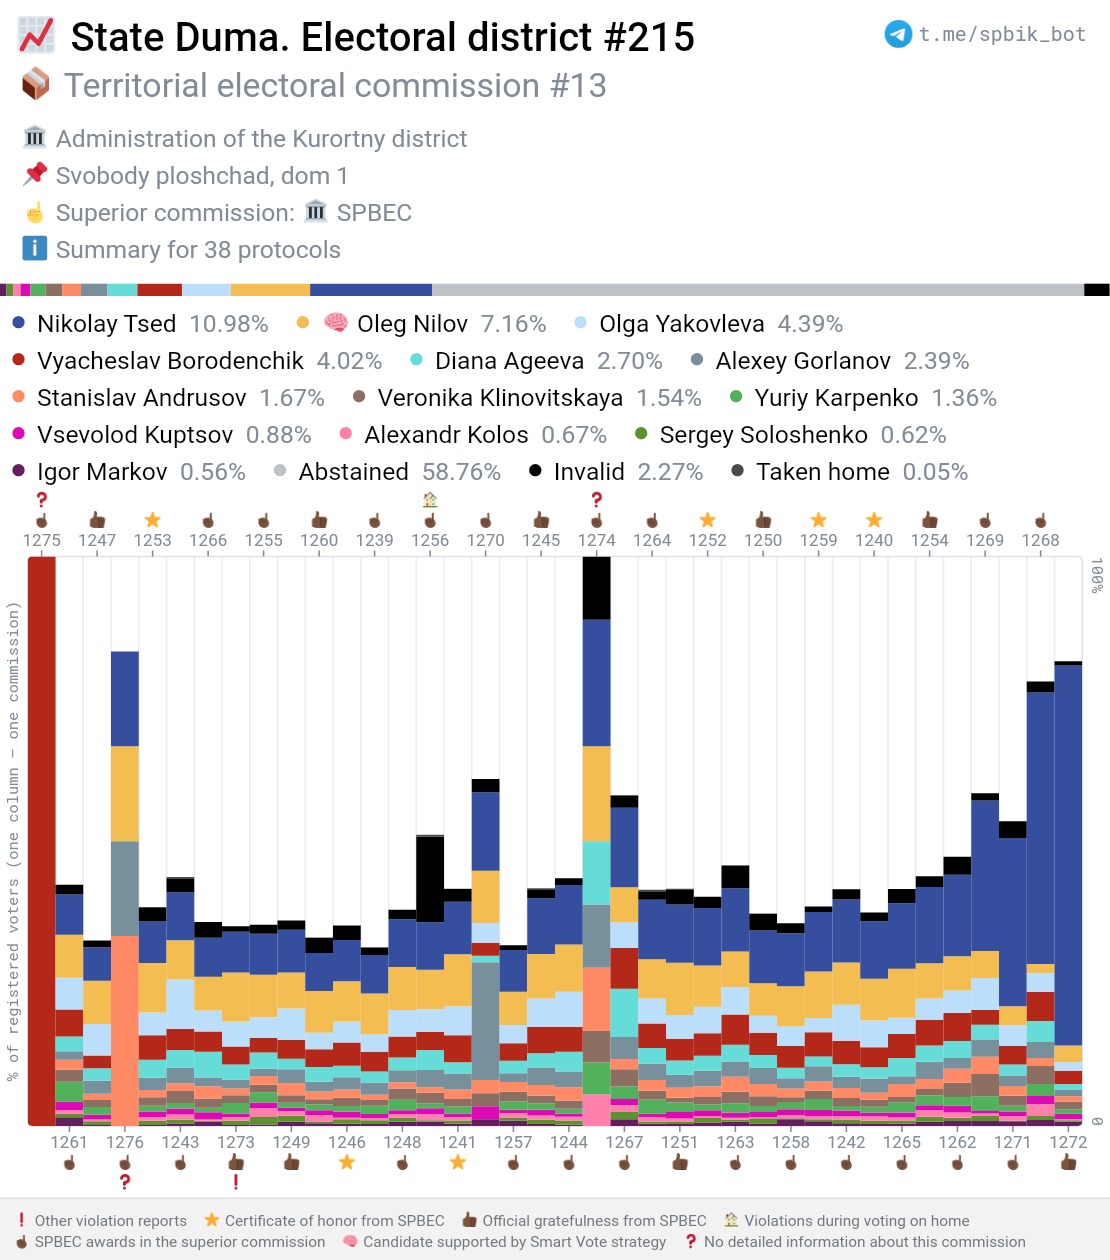 State Duma. Electoral district #215
t.me/spbik_bot
Territorial electoral commission #13
Administration of the Kurortny district
Svobody ploshchad, dom 1
Superior commission: SPBEC
Summary for 38 protocols
Nikolay Tsed 10.98% Oleg Nilov 7.16% Olga Yakovleva 4.39%
Vyacheslav Borodenchik 4.02% Diana Ageeva 2.70% Alexey Gorlanov 2.39%
Stanislav Andrusov 1.67% Veronika Klinovitskaya 1.54% Yuriy Karpenko 1.36%
Vsevolod Kuptsov 0.88% Alexandr Kolos 0.67% Sergey Soloshenko 0.62%
Igor Markov 0.56% Abstained 58.76% Invalid 2.27% Taken home 0.05%
1275 1247 1253 1266 1255 1260 1239 1256 1270 1245 1274 1264 1252 1250 1259 1240 1254 1269 1268
100%
% of registered voters (one column — one commission)
0
1261 1276 1243 1273 1249 1246 1248 1241 1257 1244 1267 1251 1263 1258 1242 1265 1262 1271 1272
Other violation reports Certificate of honor from SPBEC Official gratefulness from SPBEC Violations during voting on home
SPBEC awards in the superior commission Candidate supported by Smart Vote strategy No detailed information about this commission